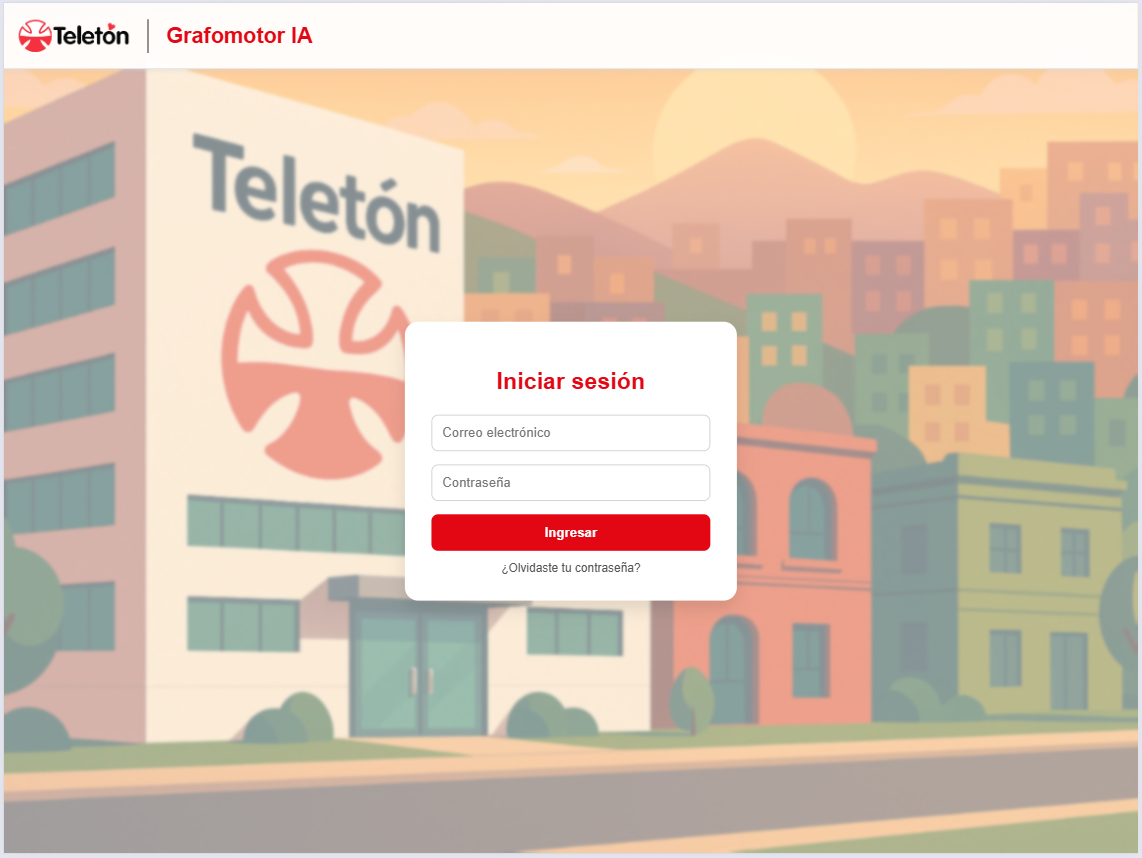 Teletón
Grafomotor IA
Teletón
Iniciar sesión
Correo electrónico
Contraseña
Ingresar
¿Olvidaste tu contraseña?